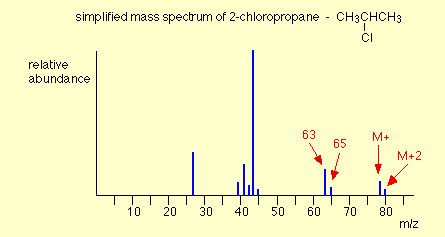 simplified mass spectrum of 2-chloropropane - CH3CHCH3
Cl
relative
abundance
63
65
M+
M+2
10 20 30 40 50 60 70 80
m/z